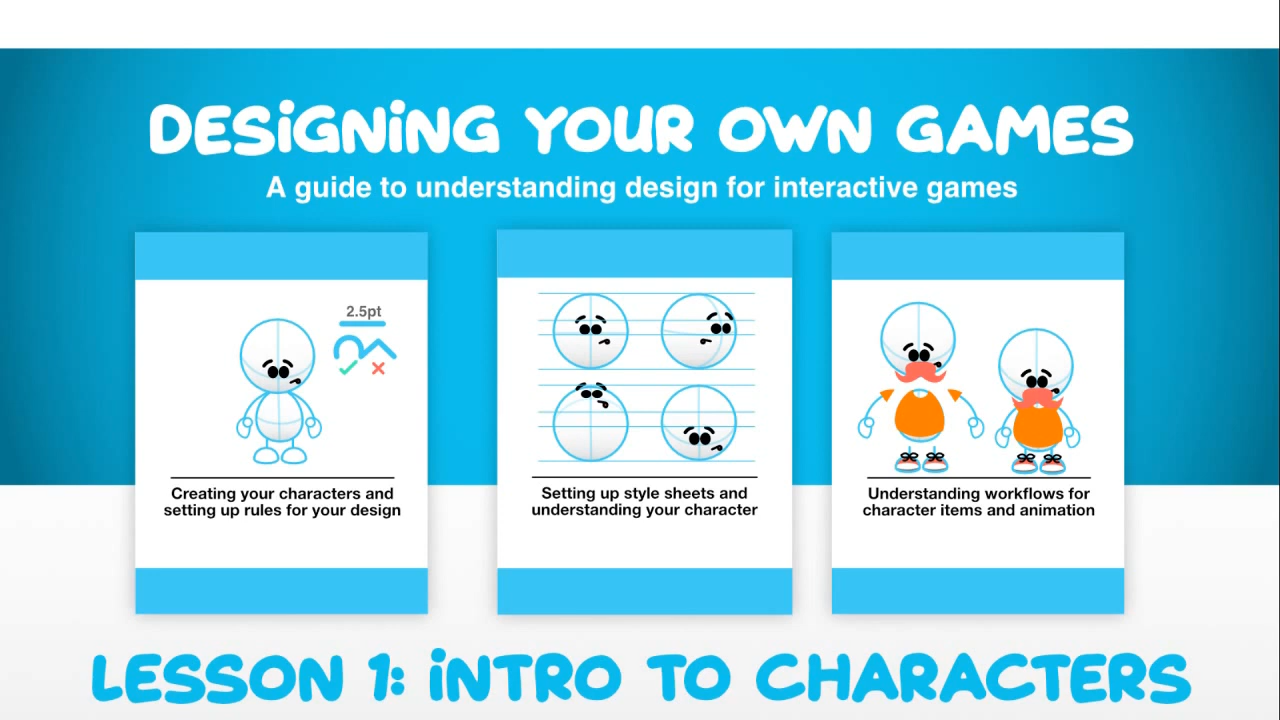 DESIGNING YOUR OWN GAMES
A guide to understanding design for interactive games
2.5pt
Creating your characters and
setting up rules for your design
Setting up style sheets and
understanding your character
Understanding workflows for
character items and animation
LESSON 1: INTRO TO CHARACTERS